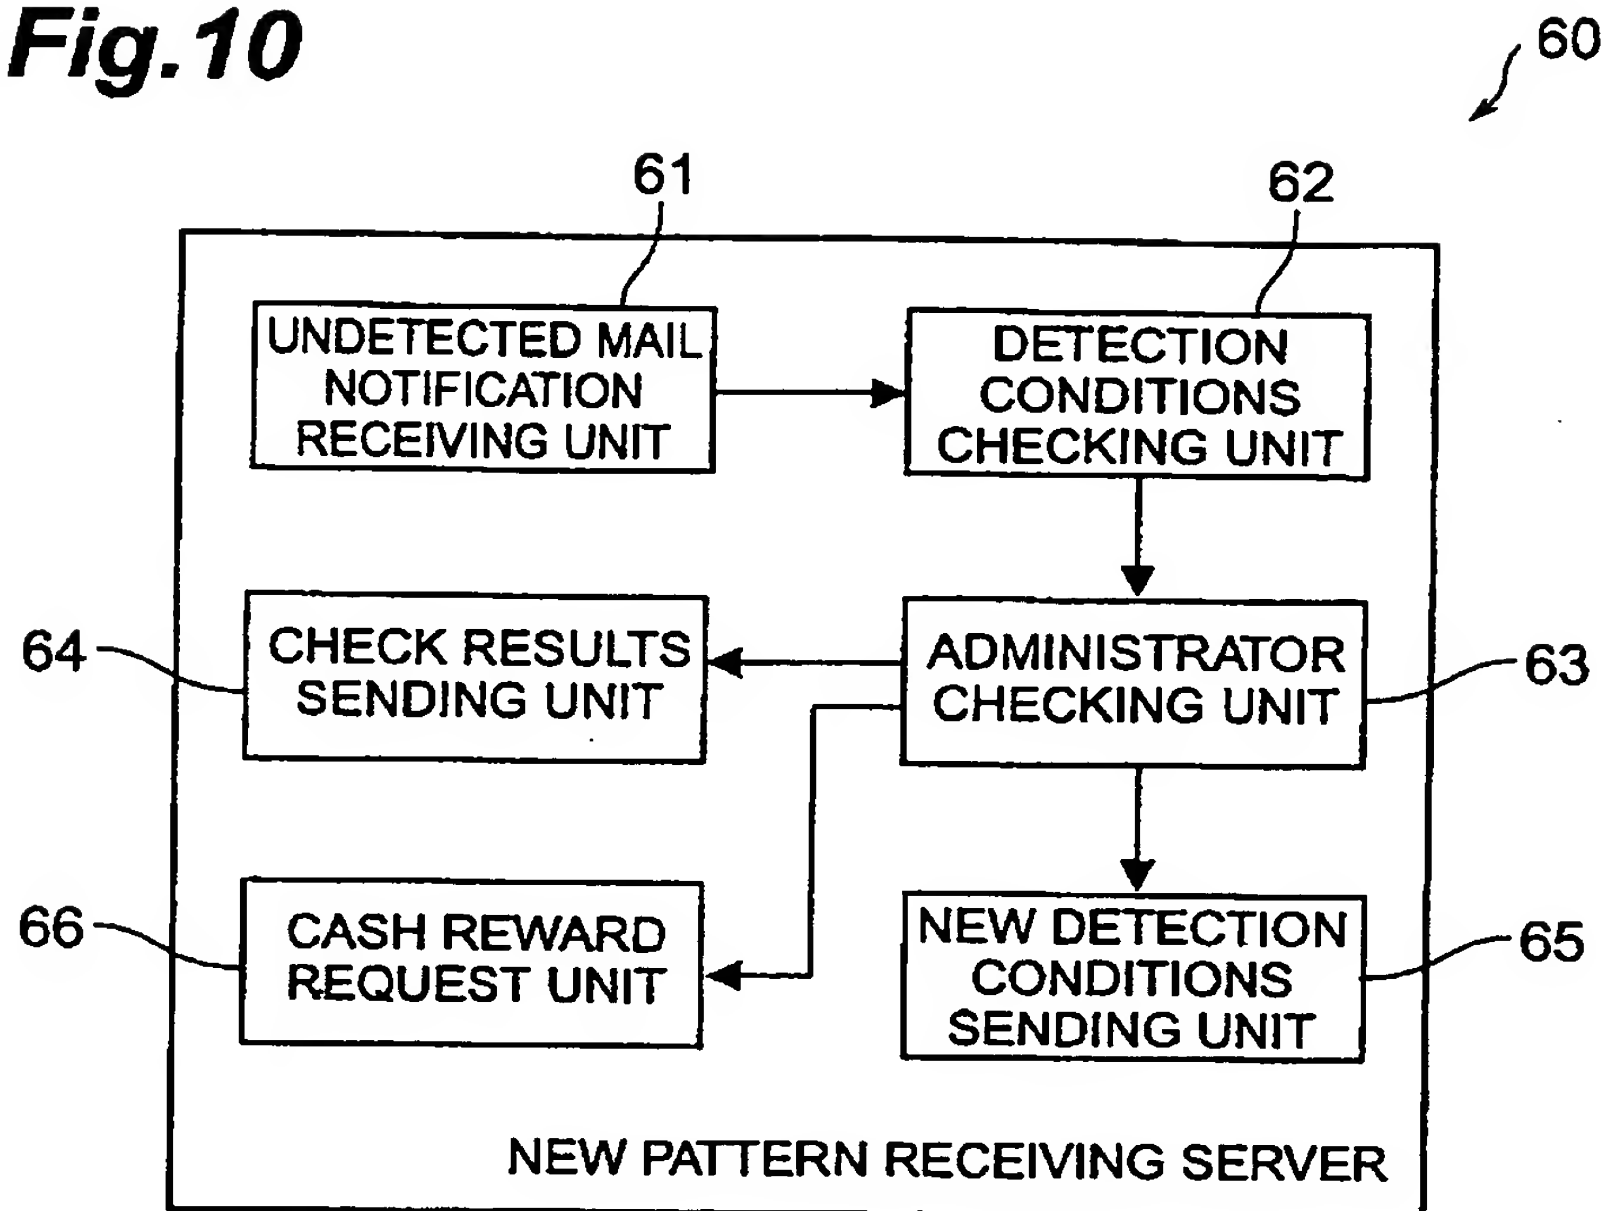 Fig.10
60
61
62
UNDETECTED MAIL
NOTIFICATION
RECEIVING UNIT
DETECTION
CONDITIONS
CHECKING UNIT
64
CHECK RESULTS
SENDING UNIT
ADMINISTRATOR
CHECKING UNIT
63
66
CASH REWARD
REQUEST UNIT
NEW DETECTION
CONDITIONS
SENDING UNIT
65
NEW PATTERN RECEIVING SERVER